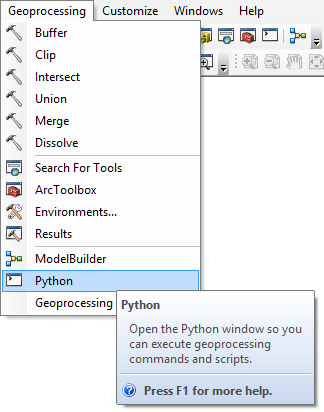 Geoprocessing Customize Windows Help
Buffer
Clip
Intersect
Union
Merge
Dissolve
Search For Tools
ArcToolbox
Environments...
Results
ModelBuilder
Python
Geoprocessing
Python
Open the Python window so you
can execute geoprocessing
commands and scripts.
Press F1 for more help.